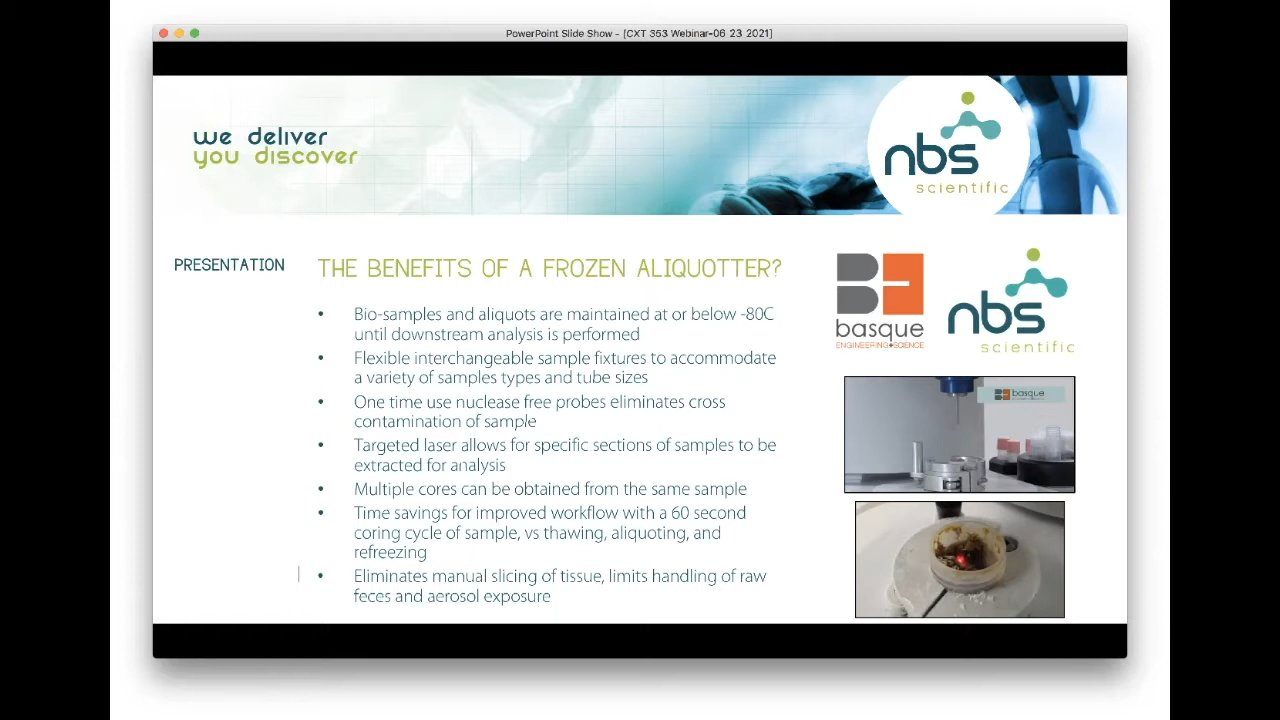 PowerPoint Slide Show - [CXT 353 Webinar-06 23 2021]
we deliver
you discover
nbs
scientific
PRESENTATION
THE BENEFITS OF A FROZEN ALIQUOTTER?
• Bio-samples and aliquots are maintained at or below -80C
until downstream analysis is performed
• Flexible interchangeable sample fixtures to accommodate
a variety of samples types and tube sizes
• One time use nuclease free probes eliminates cross
contamination of sample
• Targeted laser allows for specific sections of samples to be
extracted for analysis
• Multiple cores can be obtained from the same sample
• Time savings for improved workflow with a 60 second
coring cycle of sample, vs thawing, aliquoting, and
refreezing
• Eliminates manual slicing of tissue, limits handling of raw
feces and aerosol exposure
basque
ENGINEERING+SCIENCE
nbs
scientific
basque